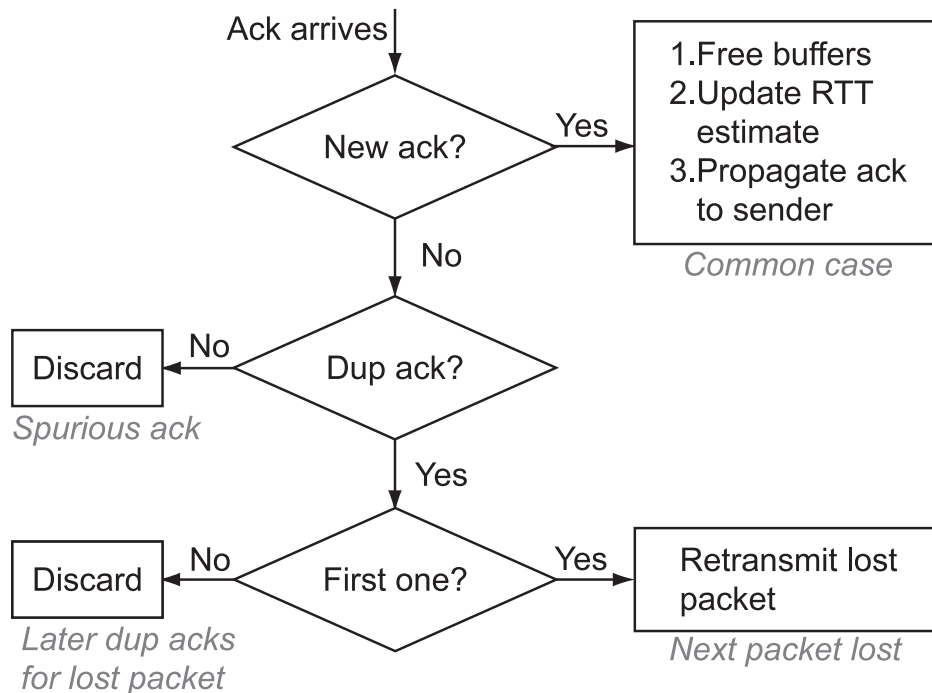 Ack arrives
New ack?
Yes
1.Free buffers
2.Update RTT
estimate
3.Propagate ack
to sender
Common case
No
Dup ack?
No
Discard
Spurious ack
Yes
First one?
No
Discard
Later dup acks
for lost packet
Yes
Retransmit lost
packet
Next packet lost